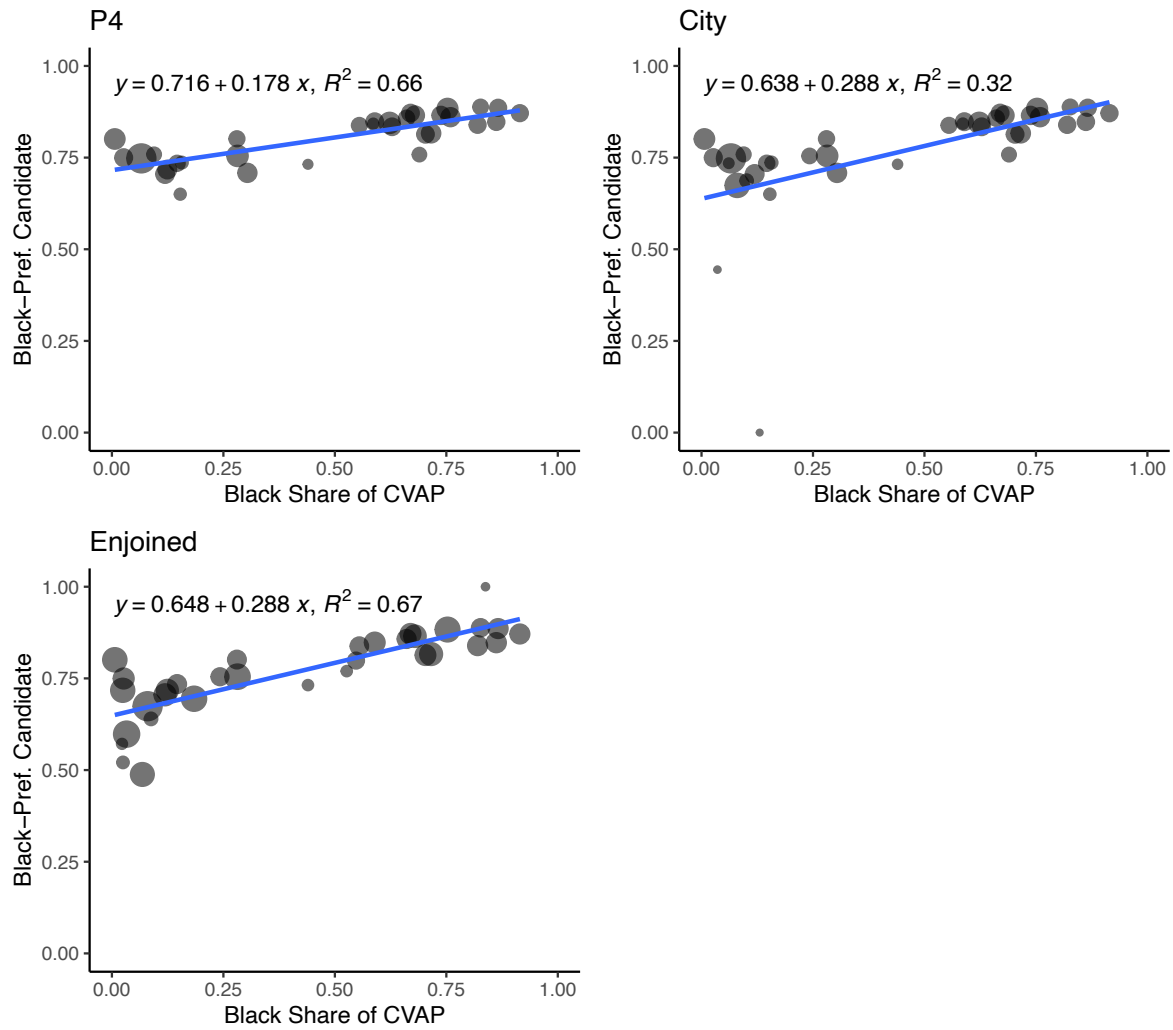 P4
y = 0.716 + 0.178 x, R² = 0.66
1.00
0.75
0.50
0.25
0.00
Black−Pref. Candidate
0.00 0.25 0.50 0.75 1.00
Black Share of CVAP
City
y = 0.638 + 0.288 x, R² = 0.32
1.00
0.75
0.50
0.25
0.00
Black−Pref. Candidate
0.00 0.25 0.50 0.75 1.00
Black Share of CVAP
Enjoined
y = 0.648 + 0.288 x, R² = 0.67
1.00
0.75
0.50
0.25
0.00
Black−Pref. Candidate
0.00 0.25 0.50 0.75 1.00
Black Share of CVAP